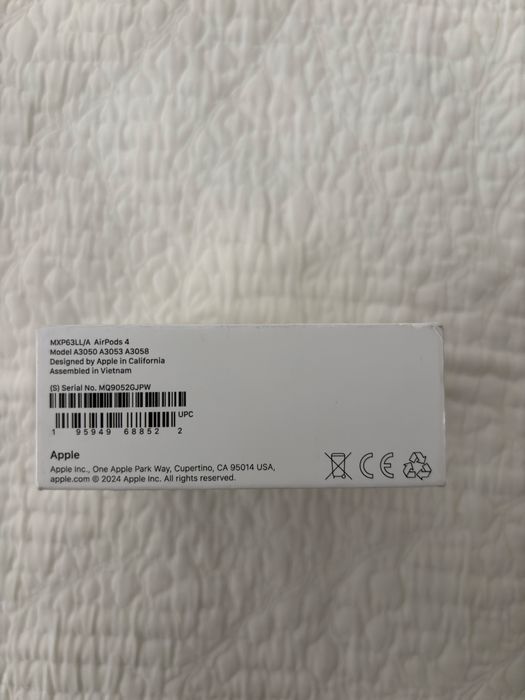 MXP63LL/A AirPods 4
Model A3050 A3053 A3058
Designed by Apple in California
Assembled in Vietnam
(S) Serial No. MQ9052GJPW
UPC
1 95949 68852 2
Apple
Apple Inc., One Apple Park Way, Cupertino, CA 95014 USA,
apple.com © 2024 Apple Inc. All rights reserved.
CE